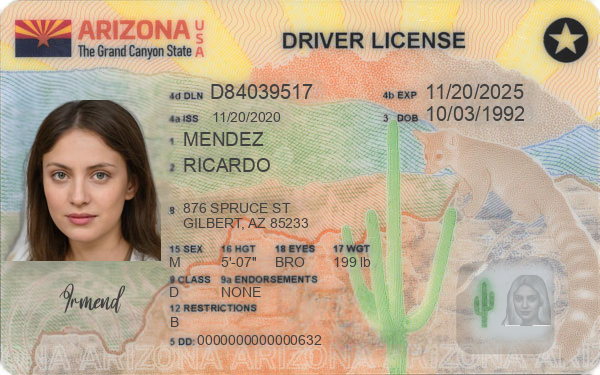 ARIZONA USA
The Grand Canyon State
DRIVER LICENSE
4d DLN D84039517
4b EXP 11/20/2025
4a ISS 11/20/2020
3 DOB 10/03/1992
1 MENDEZ
2 RICARDO
8 876 SPRUCE ST
GILBERT, AZ 85233
15 SEX 16 HGT 18 EYES 17 WGT
M 5'-07" BRO 199 lb
9 CLASS 9a ENDORSEMENTS
D NONE
12 RESTRICTIONS
B
5 DD: 0000000000000632
Irmend
ARIZONA ARIZONA ARIZONA ARIZONA